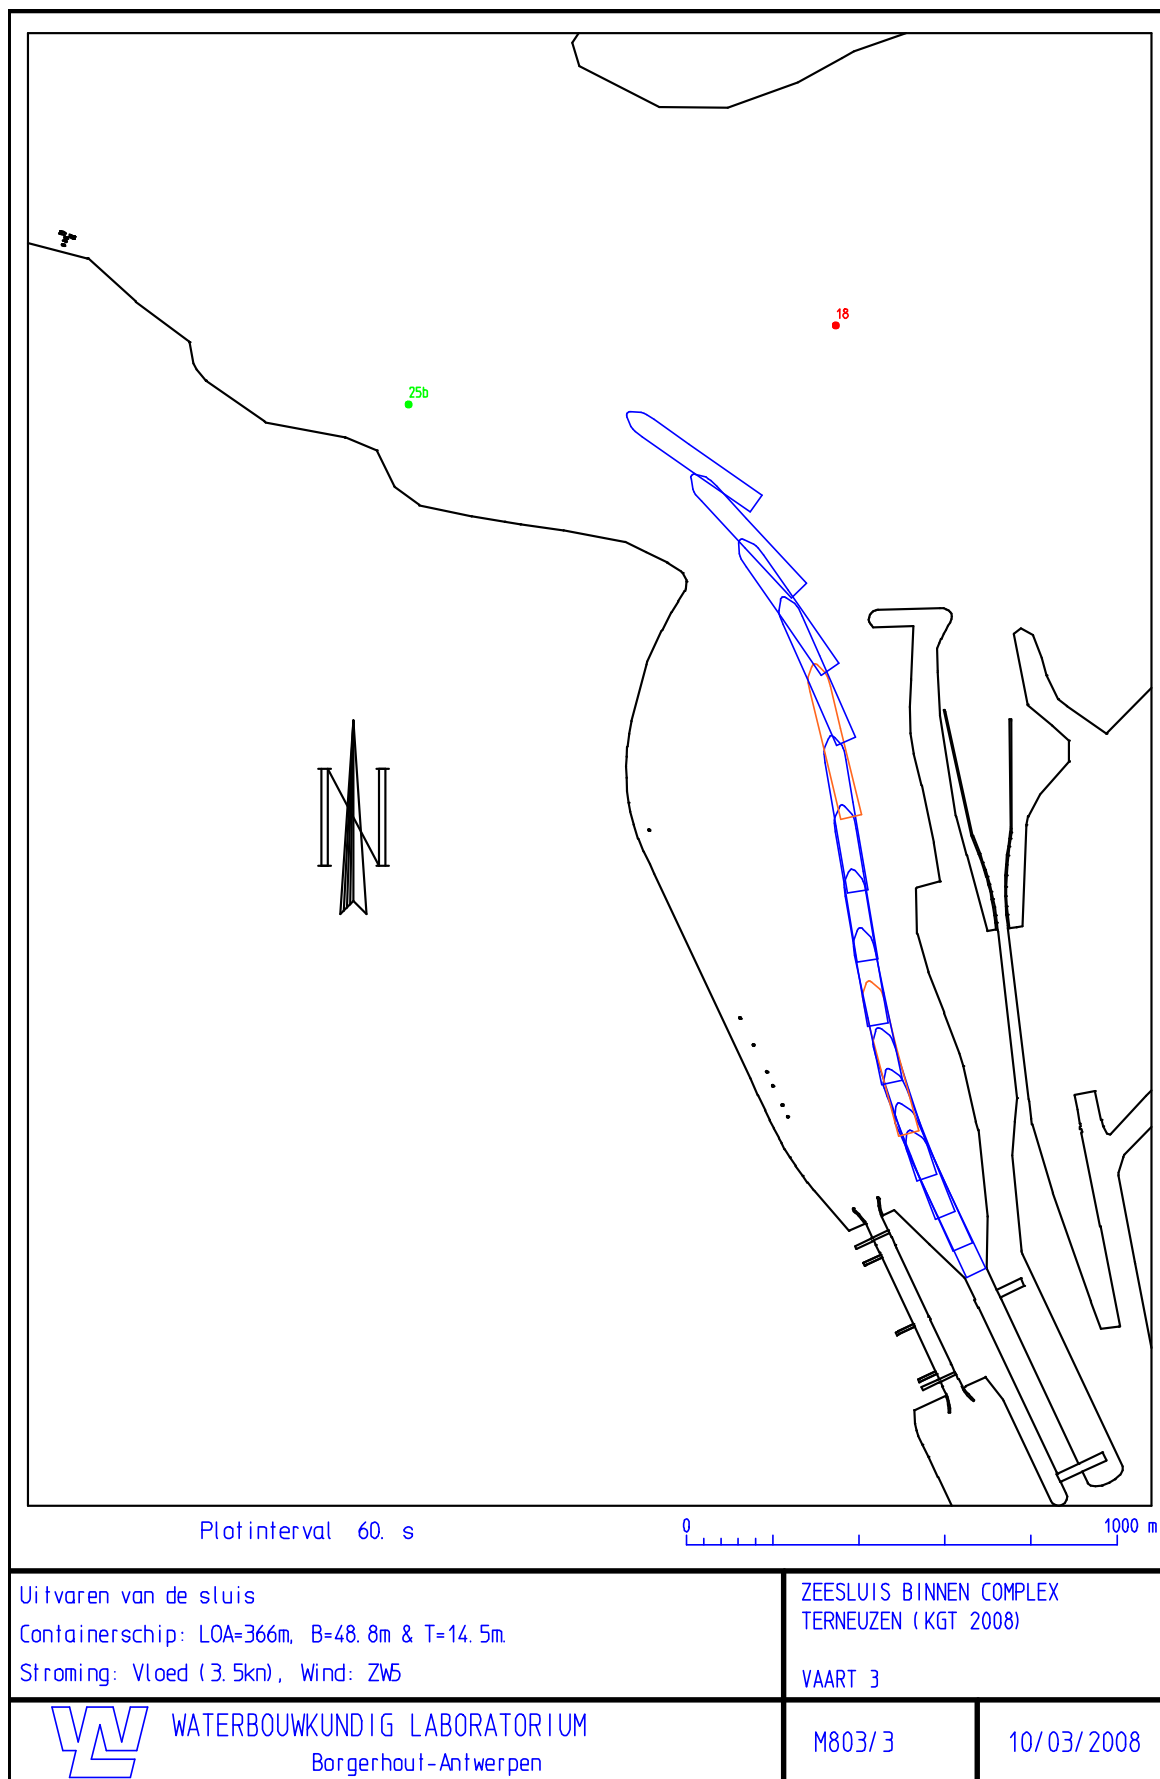 18
25b
N
Plotinterval 60. s
0
1000 m
Uitvaren van de sluis
Containerschip: LOA=366m, B=48.8m & T=14.5m.
Stroming: Vloed (3.5kn), Wind: ZW5
ZEESLUIS BINNEN COMPLEX
TERNEUZEN (KGT 2008)
VAART 3
WL
WATERBOUWKUNDIG LABORATORIUM
Borgerhout-Antwerpen
M803/3
10/03/2008